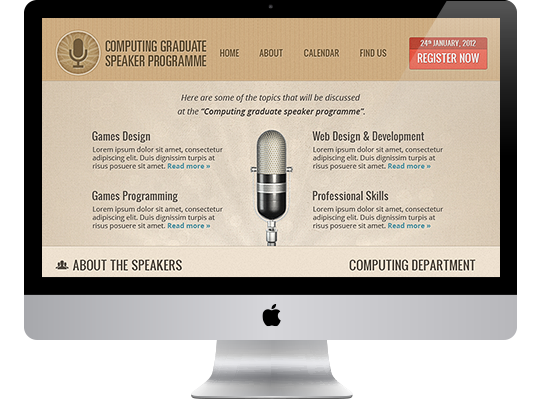 COMPUTING GRADUATE
SPEAKER PROGRAMME
HOME ABOUT CALENDAR FIND US
24th JANUARY, 2012
REGISTER NOW
Here are some of the topics that will be discussed
at the “Computing graduate speaker programme”.
Games Design
Lorem ipsum dolor sit amet, consectetur
adipiscing elit. Duis dignissim turpis at
risus posuere sit amet. Read more »
Web Design & Development
Lorem ipsum dolor sit amet, consectetur
adipiscing elit. Duis dignissim turpis at
risus posuere sit amet. Read more »
Games Programming
Lorem ipsum dolor sit amet, consectetur
adipiscing elit. Duis dignissim turpis at
risus posuere sit amet. Read more »
Professional Skills
Lorem ipsum dolor sit amet, consectetur
adipiscing elit. Duis dignissim turpis at
risus posuere sit amet. Read more »
ABOUT THE SPEAKERS
COMPUTING DEPARTMENT